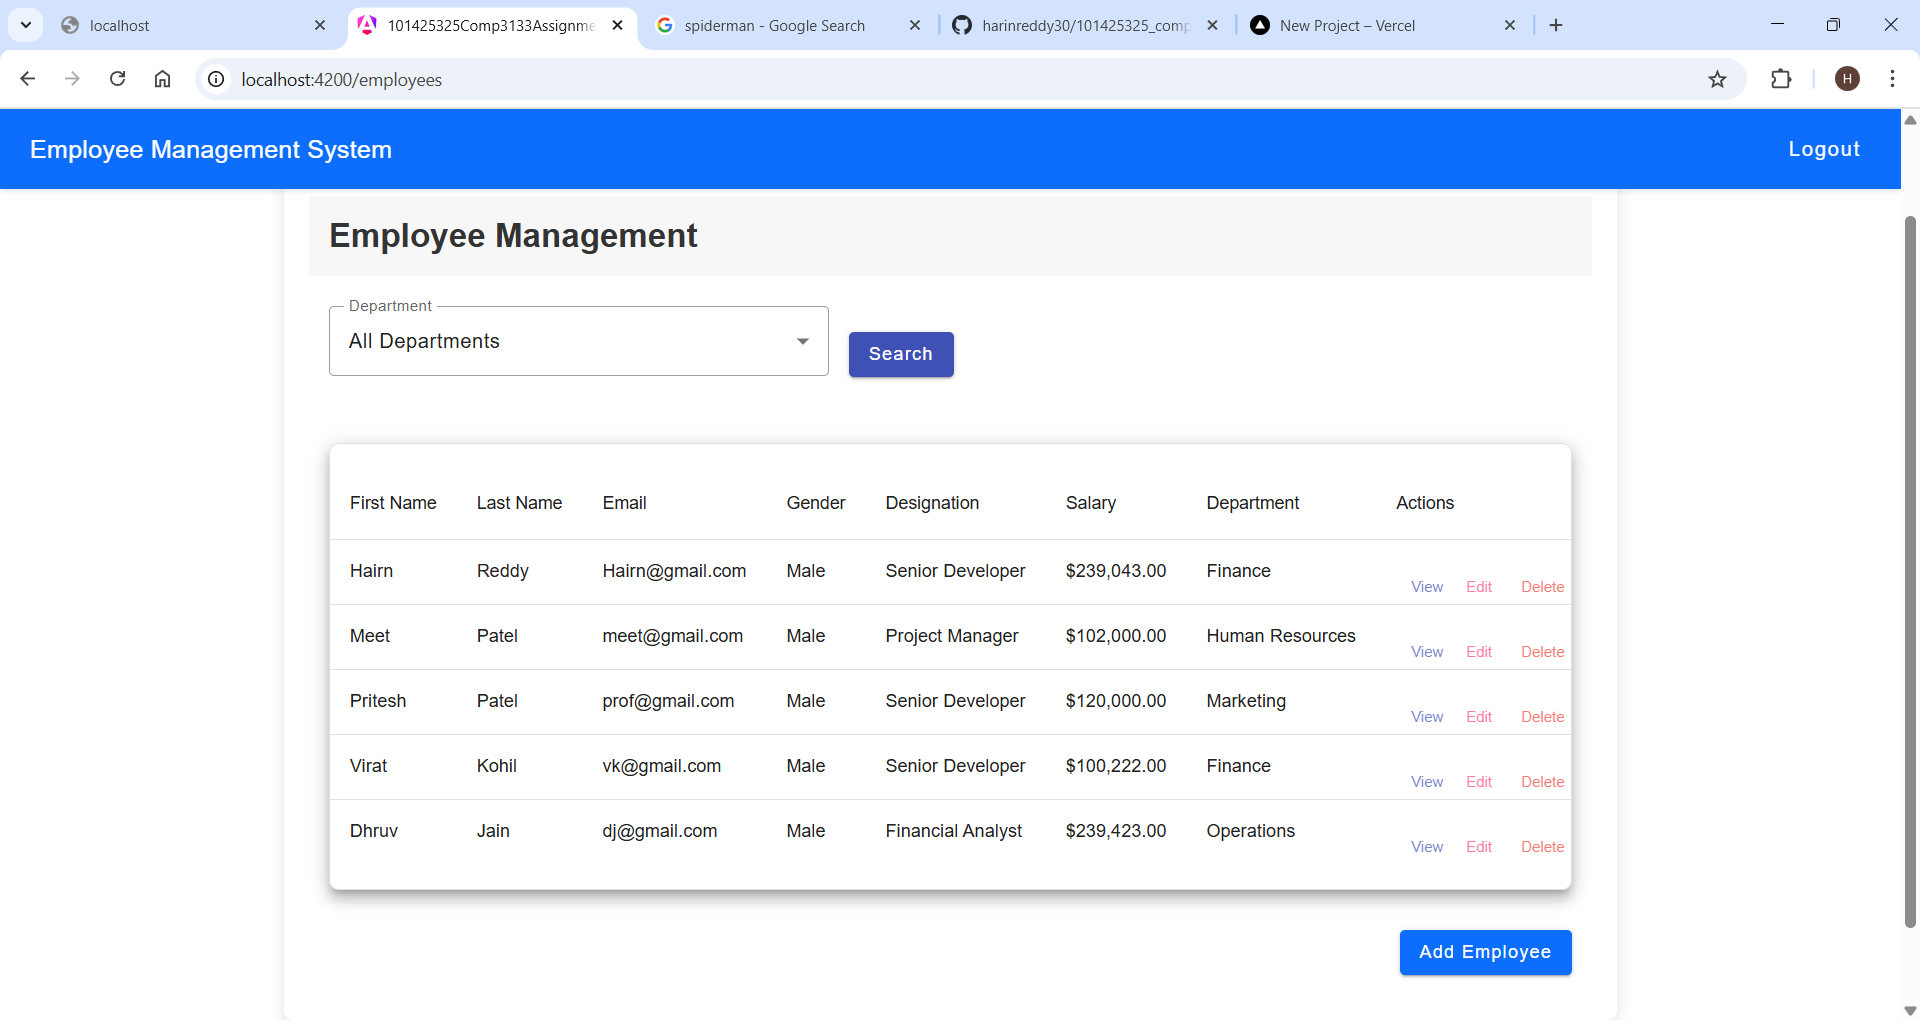 localhost
101425325Comp3133Assignme
spiderman - Google Search
harinreddy30/101425325_comp
New Project – Vercel
localhost:4200/employees
H
Employee Management System
Logout
Employee Management
Department
All Departments
Search
First Name Last Name Email Gender Designation Salary Department Actions
Hairn Reddy Hairn@gmail.com Male Senior Developer $239,043.00 Finance View Edit Delete
Meet Patel meet@gmail.com Male Project Manager $102,000.00 Human Resources View Edit Delete
Pritesh Patel prof@gmail.com Male Senior Developer $120,000.00 Marketing View Edit Delete
Virat Kohil vk@gmail.com Male Senior Developer $100,222.00 Finance View Edit Delete
Dhruv Jain dj@gmail.com Male Financial Analyst $239,423.00 Operations View Edit Delete
Add Employee